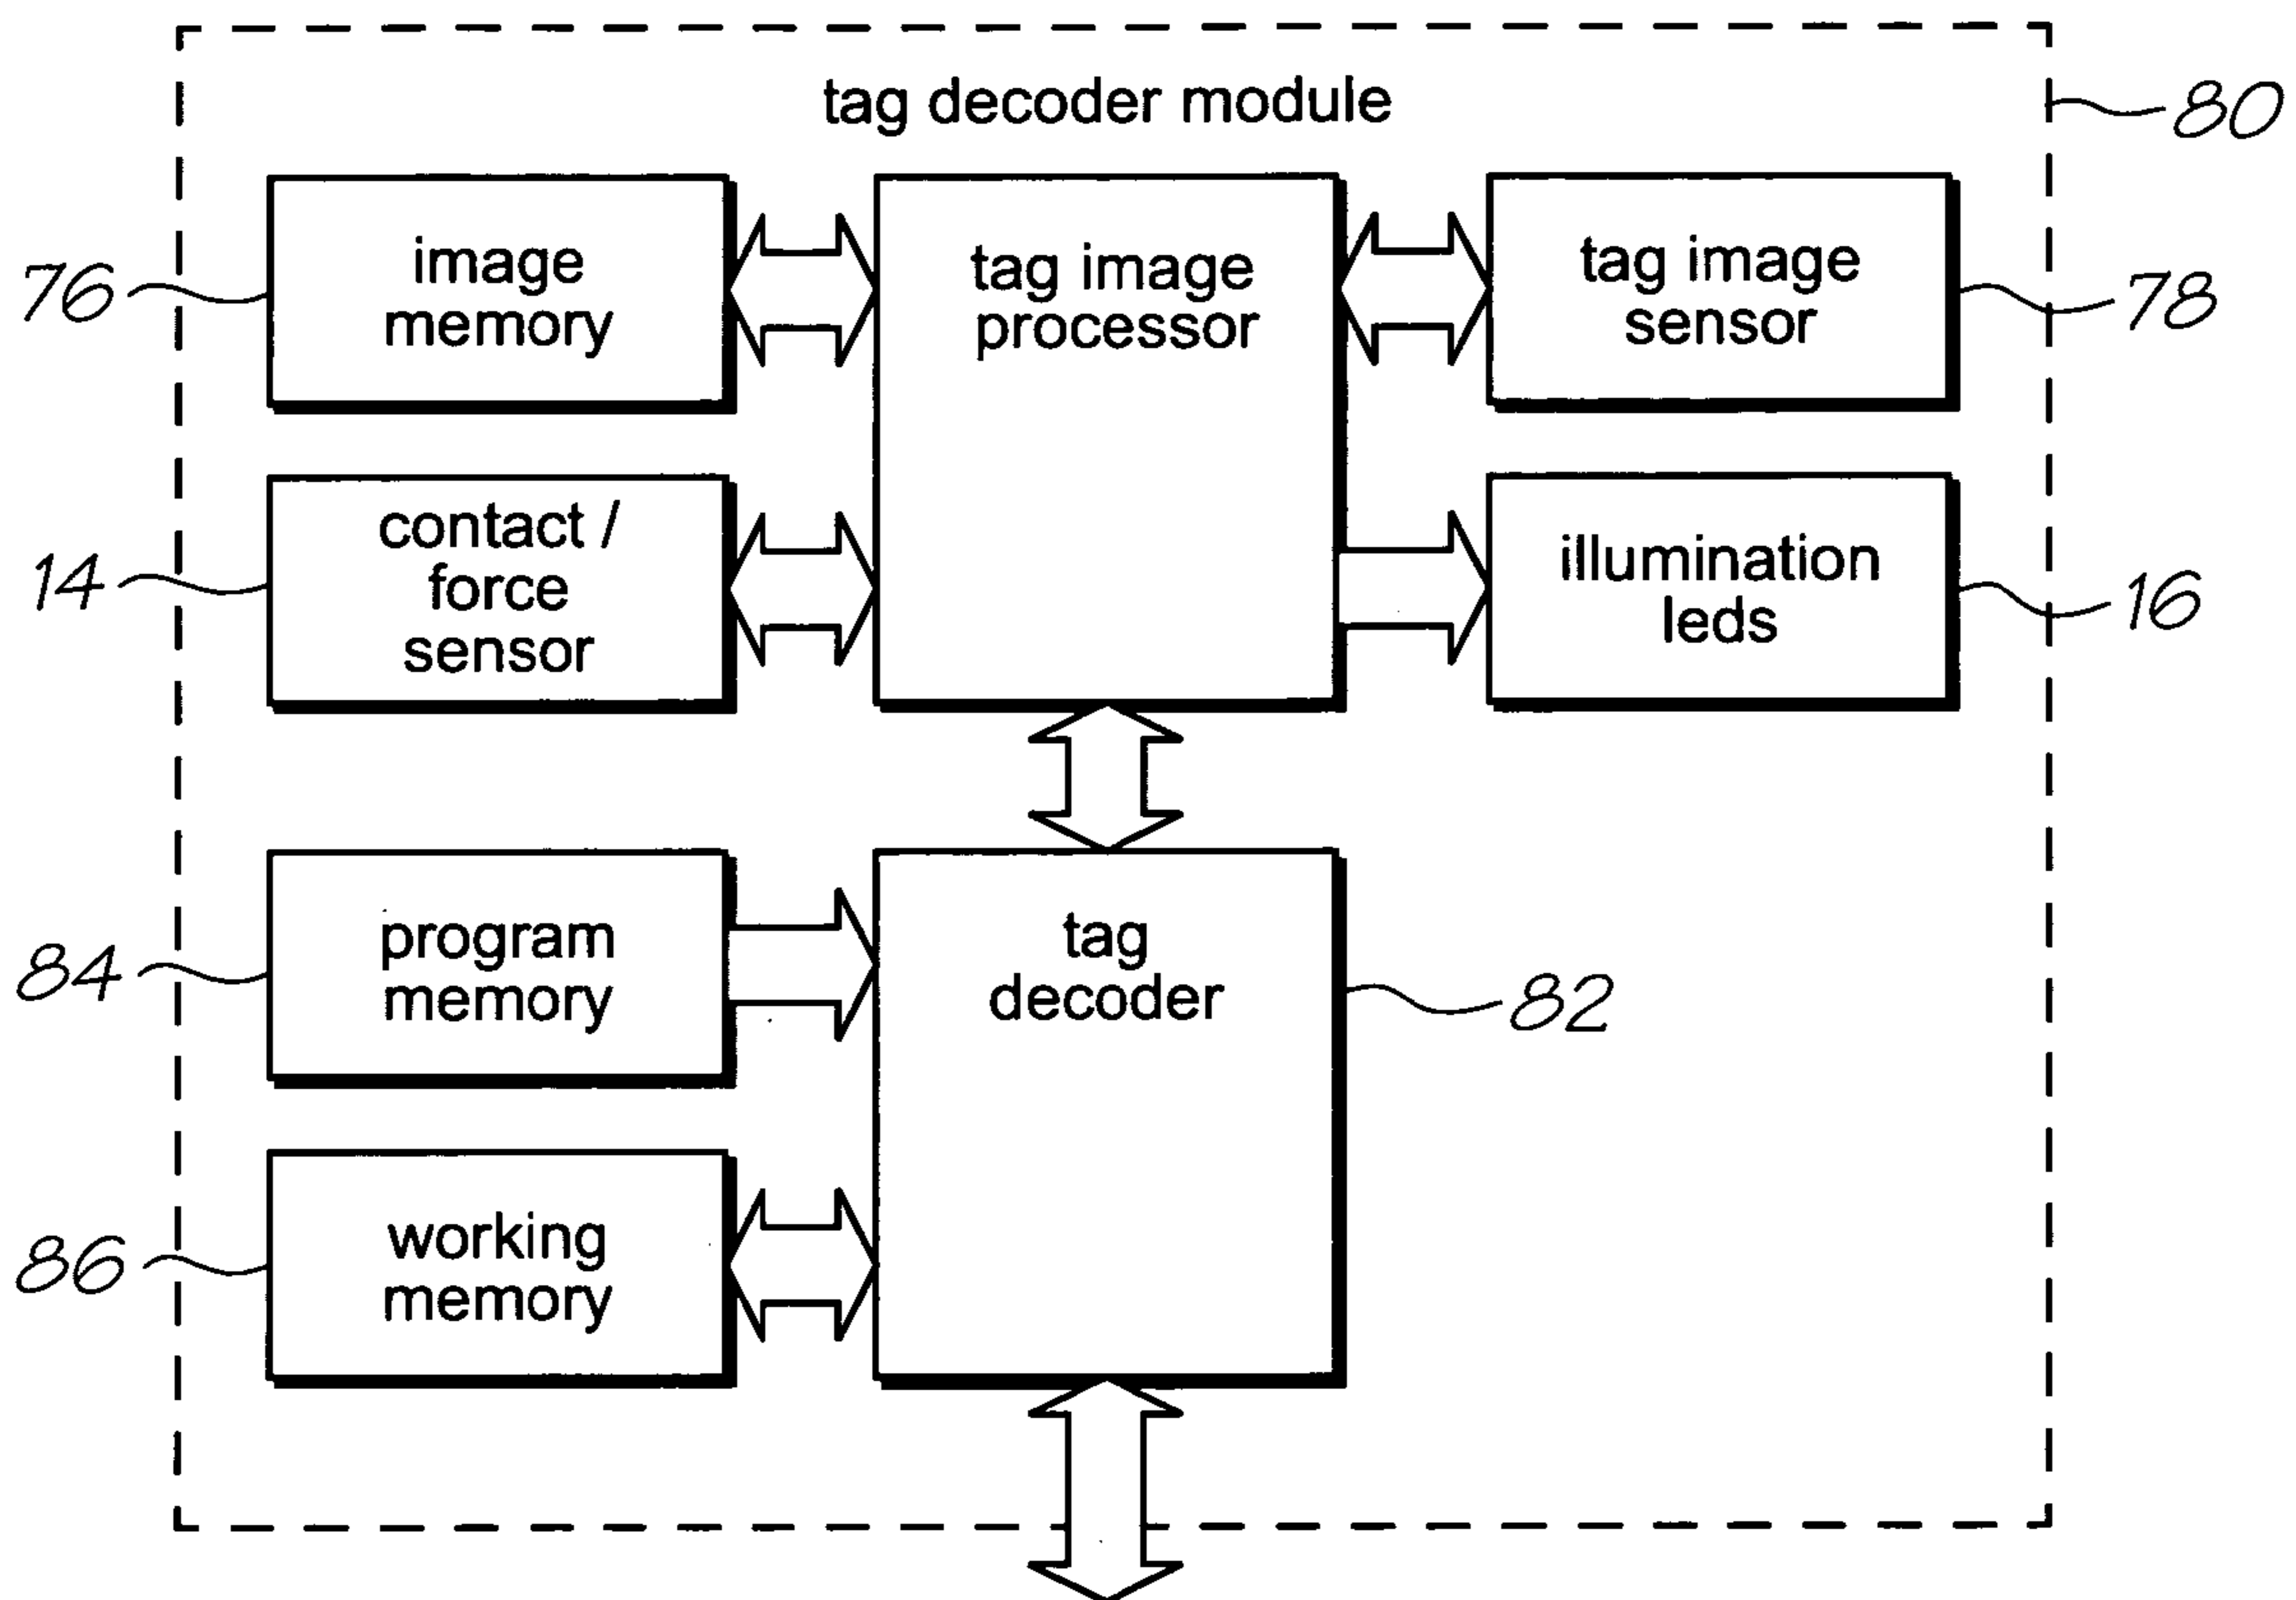 tag decoder module
80
image
memory
76
tag image
processor
tag image
sensor
78
contact /
force
sensor
14
illumination
leds
16
program
memory
84
tag
decoder
82
working
memory
86